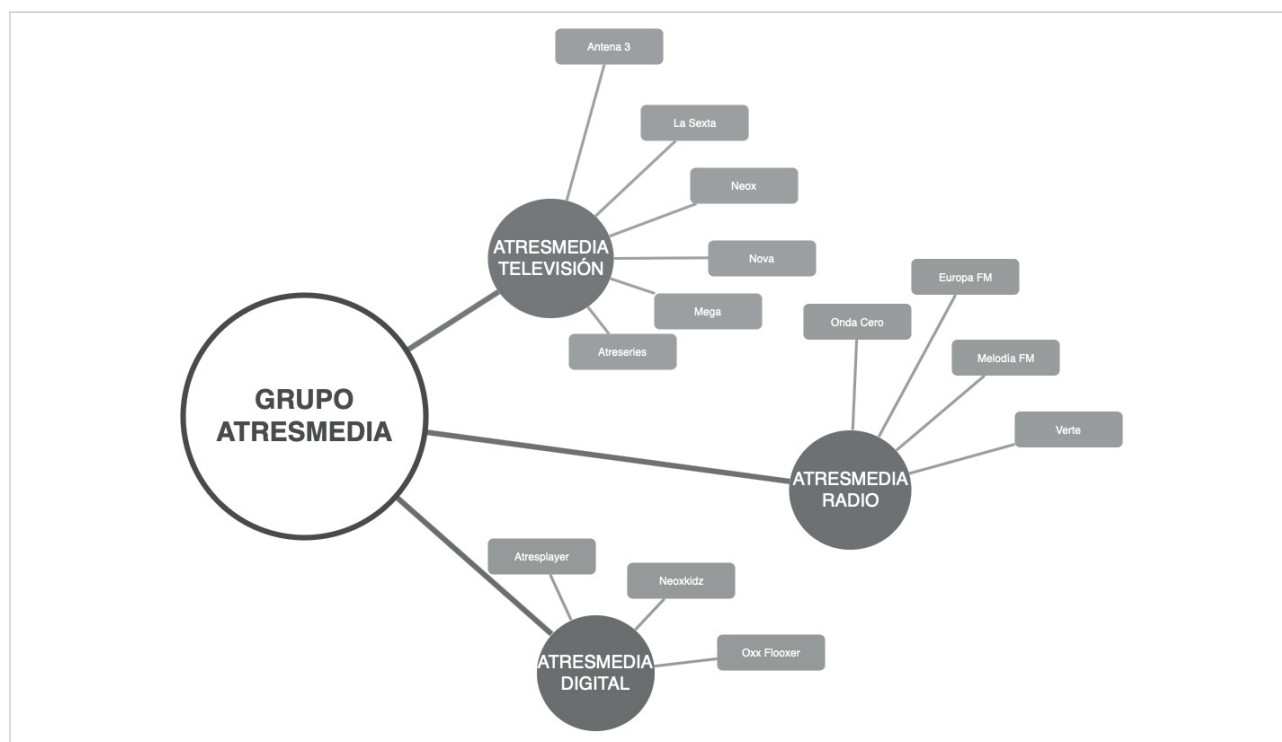 Antena 3
La Sexta
Neox
ATRESMEDIA
TELEVISIÓN
Nova
Mega
Atreseries
Europa FM
Onda Cero
Melodía FM
Verte
GRUPO
ATRESMEDIA
ATRESMEDIA
RADIO
Atresplayer
Neoxkidz
Oxx Flooxer
ATRESMEDIA
DIGITAL